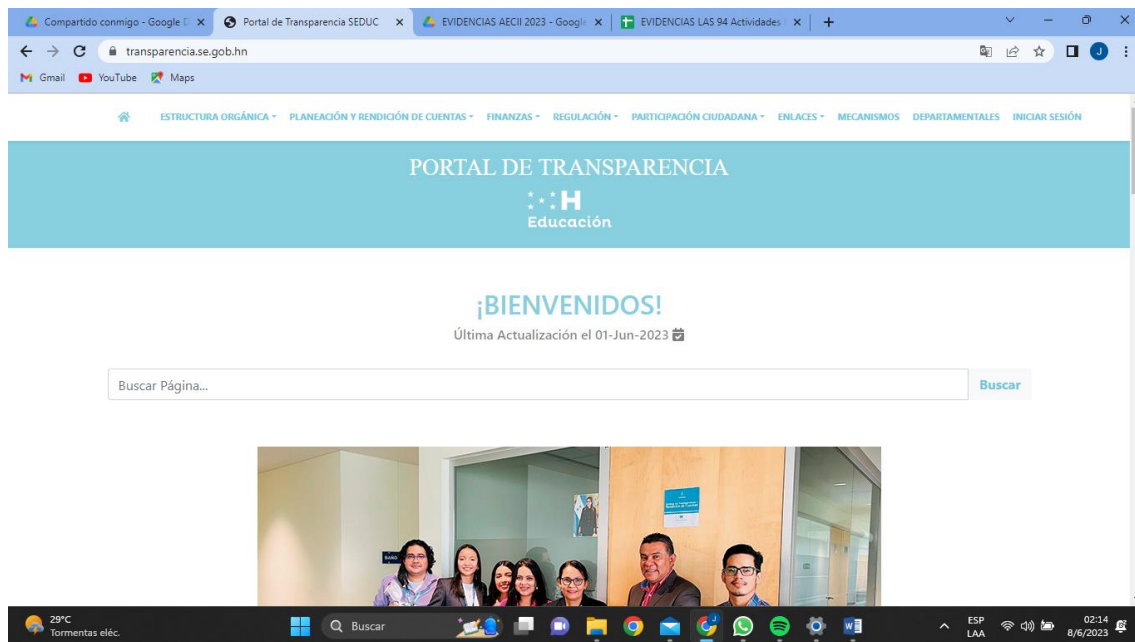 Compartido conmigo - Google D
Portal de Transparencia SEDUC
EVIDENCIAS AECII 2023 - Google
EVIDENCIAS LAS 94 Actividades
transparencia.se.gob.hn
J
Gmail
YouTube
Maps
ESTRUCTURA ORGÁNICA
PLANEACIÓN Y RENDICIÓN DE CUENTAS
FINANZAS
REGULACIÓN
PARTICIPACIÓN CIUDADANA
ENLACES
MECANISMOS
DEPARTAMENTALES
INICIAR SESIÓN
PORTAL DE TRANSPARENCIA
H
Educación
¡BIENVENIDOS!
Última Actualización el 01-Jun-2023
Buscar Página...
Buscar
BAÑO
29°C
Tormentas eléc.
Buscar
ESP
LAA
02:14
8/6/2023